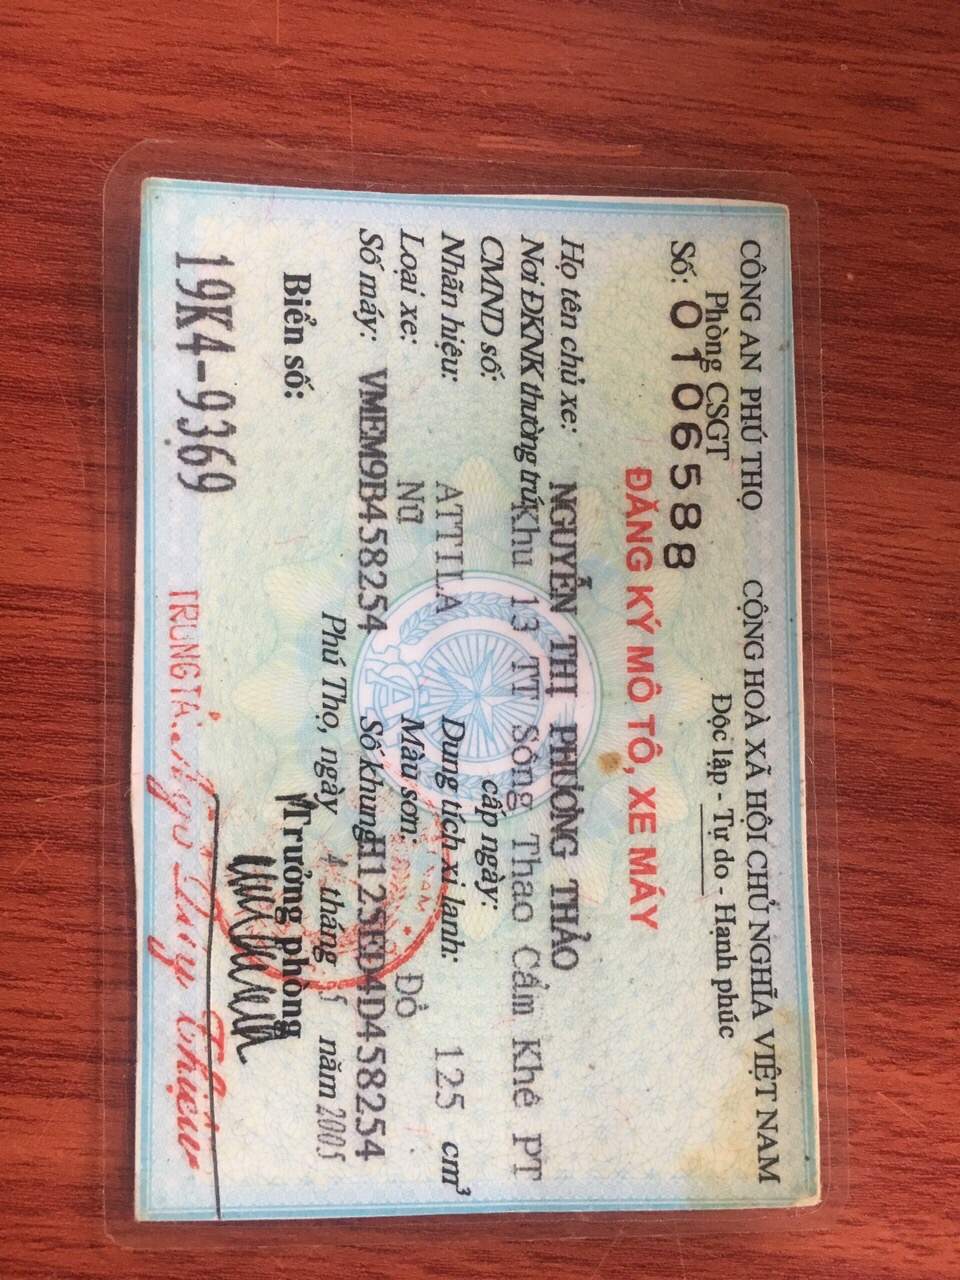 CÔNG AN PHÚ THỌ CỘNG HOÀ XÃ HỘI CHỦ NGHĨA VIỆT NAM
Phòng CSGT Độc lập - Tự do - Hạnh phúc
Số: 0106588
ĐĂNG KÝ MÔ TÔ, XE MÁY
Họ tên chủ xe: NGUYỄN THỊ PHƯƠNG THẢO
Nơi ĐKNK thường trú: Khu 13 TT Sông Thao Cẩm Khê PT
CMND số: cấp ngày:
Nhãn hiệu: ATTILA Dung tích xi lanh: 125 cm³
Loại xe: Nữ Màu sơn: Đỏ
Số máy: VMEM9B458254 Số khung: H125ED4D458254
Phú Thọ, ngày 4 tháng 5 năm 2005
Biển số: Trưởng phòng
19K4-9369
TRUNG TÁ